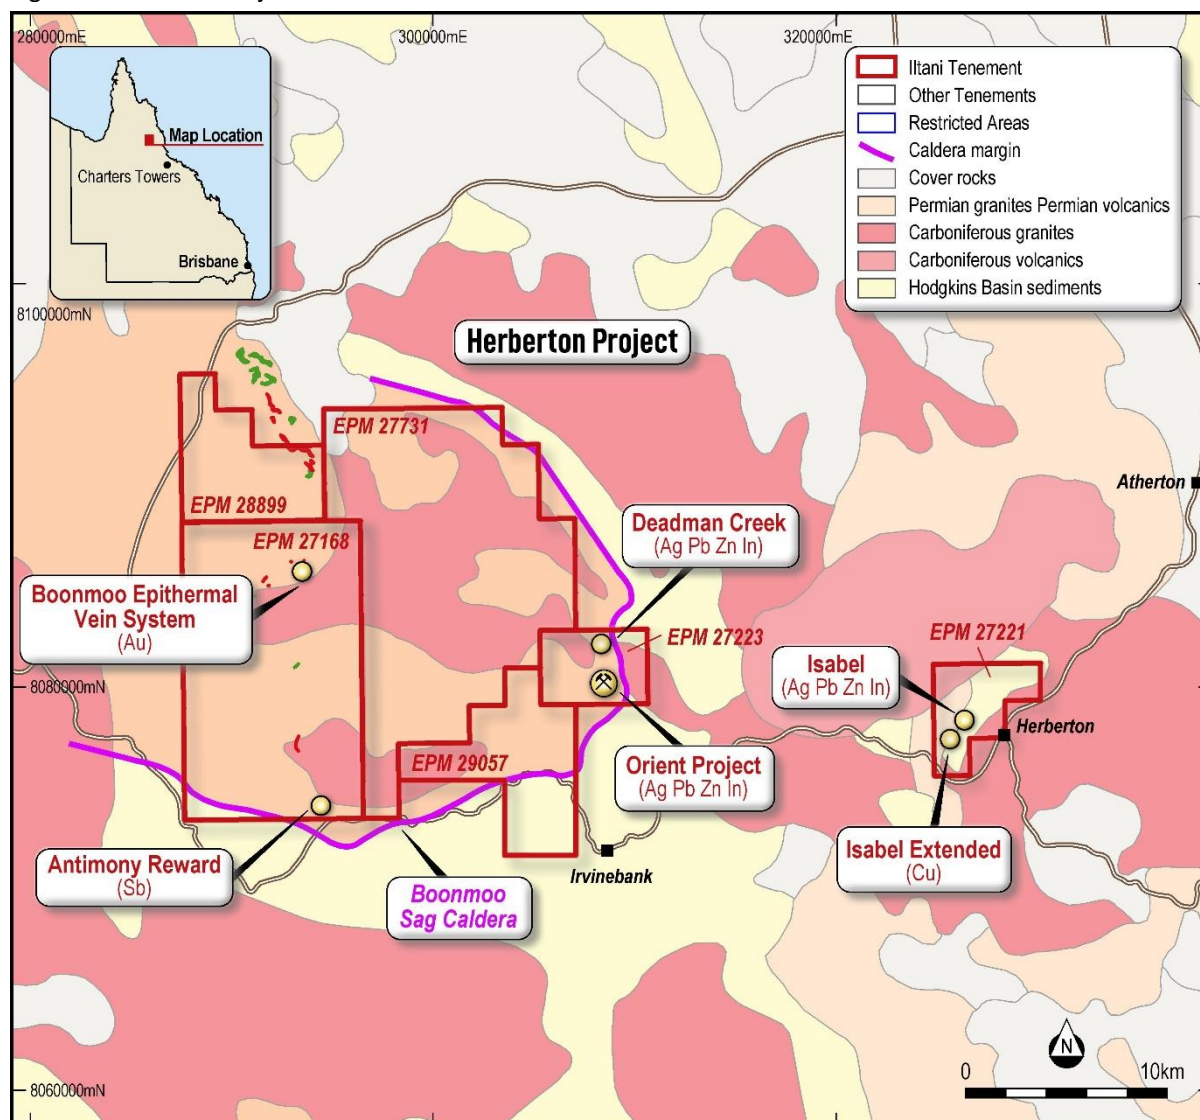 280000mE
300000mE
320000mE
8100000mN
8080000mN
8060000mN
Map Location
Charters Towers
Brisbane
Iltani Tenement
Other Tenements
Restricted Areas
Caldera margin
Cover rocks
Permian granites Permian volcanics
Carboniferous granites
Carboniferous volcanics
Hodgkins Basin sediments
Herberton Project
EPM 27731
EPM 28899
EPM 27168
Atherton
Deadman Creek
(Ag Pb Zn In)
Boonmoo Epithermal
Vein System
(Au)
EPM 27223
EPM 27221
Isabel
(Ag Pb Zn In)
Herberton
EPM 29057
Orient Project
(Ag Pb Zn In)
Antimony Reward
(Sb)
Isabel Extended
(Cu)
Irvinebank
Boonmoo
Sag Caldera
N
0 10km